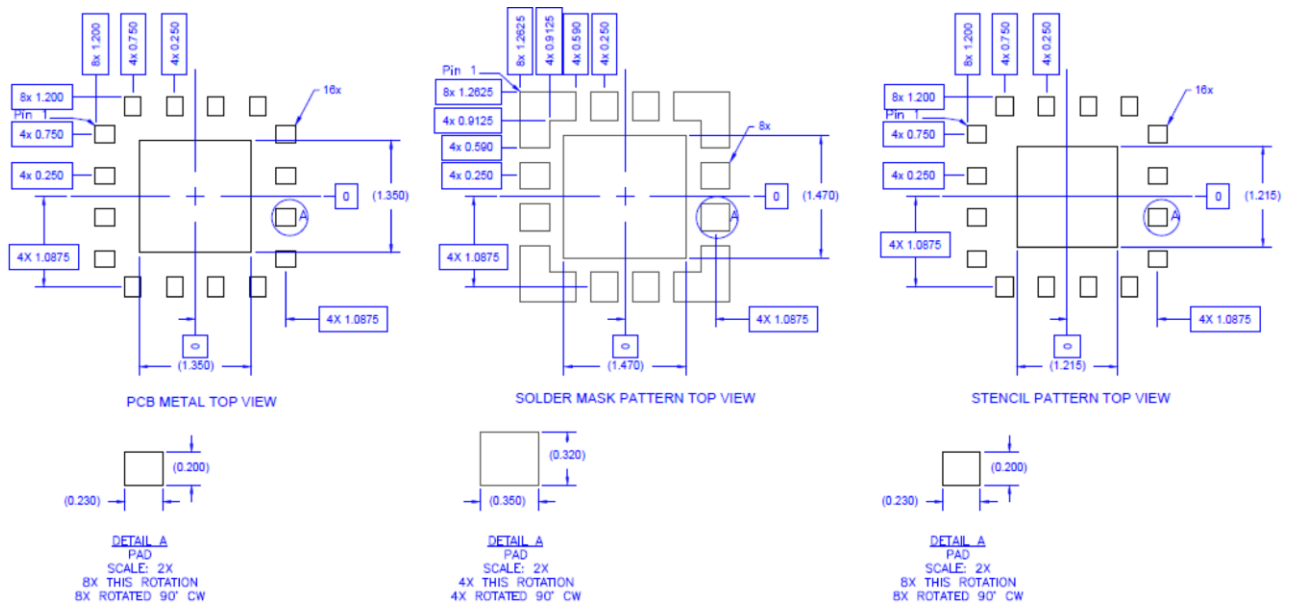 8x 1.200
4x 0.750
4x 0.250
8x 1.200
Pin 1
4x 0.750
4x 0.250
4X 1.0875
16x
A
0
(1.350)
4X 1.0875
0
(1.350)
PCB METAL TOP VIEW
(0.200)
(0.230)
DETAIL A
PAD
SCALE: 2X
8X THIS ROTATION
8X ROTATED 90° CW
8x 1.2625
4x 0.9125
4x 0.590
4x 0.250
Pin 1
8x 1.2625
4x 0.9125
4x 0.590
4x 0.250
4X 1.0875
8x
A
0
(1.470)
4X 1.0875
0
(1.470)
SOLDER MASK PATTERN TOP VIEW
(0.320)
(0.350)
DETAIL A
PAD
SCALE: 2X
4X THIS ROTATION
4X ROTATED 90° CW
8x 1.200
4x 0.750
4x 0.250
8x 1.200
Pin 1
4x 0.750
4x 0.250
4X 1.0875
16x
A
0
(1.215)
4X 1.0875
0
(1.215)
STENCIL PATTERN TOP VIEW
(0.200)
(0.230)
DETAIL A
PAD
SCALE: 2X
8X THIS ROTATION
8X ROTATED 90° CW